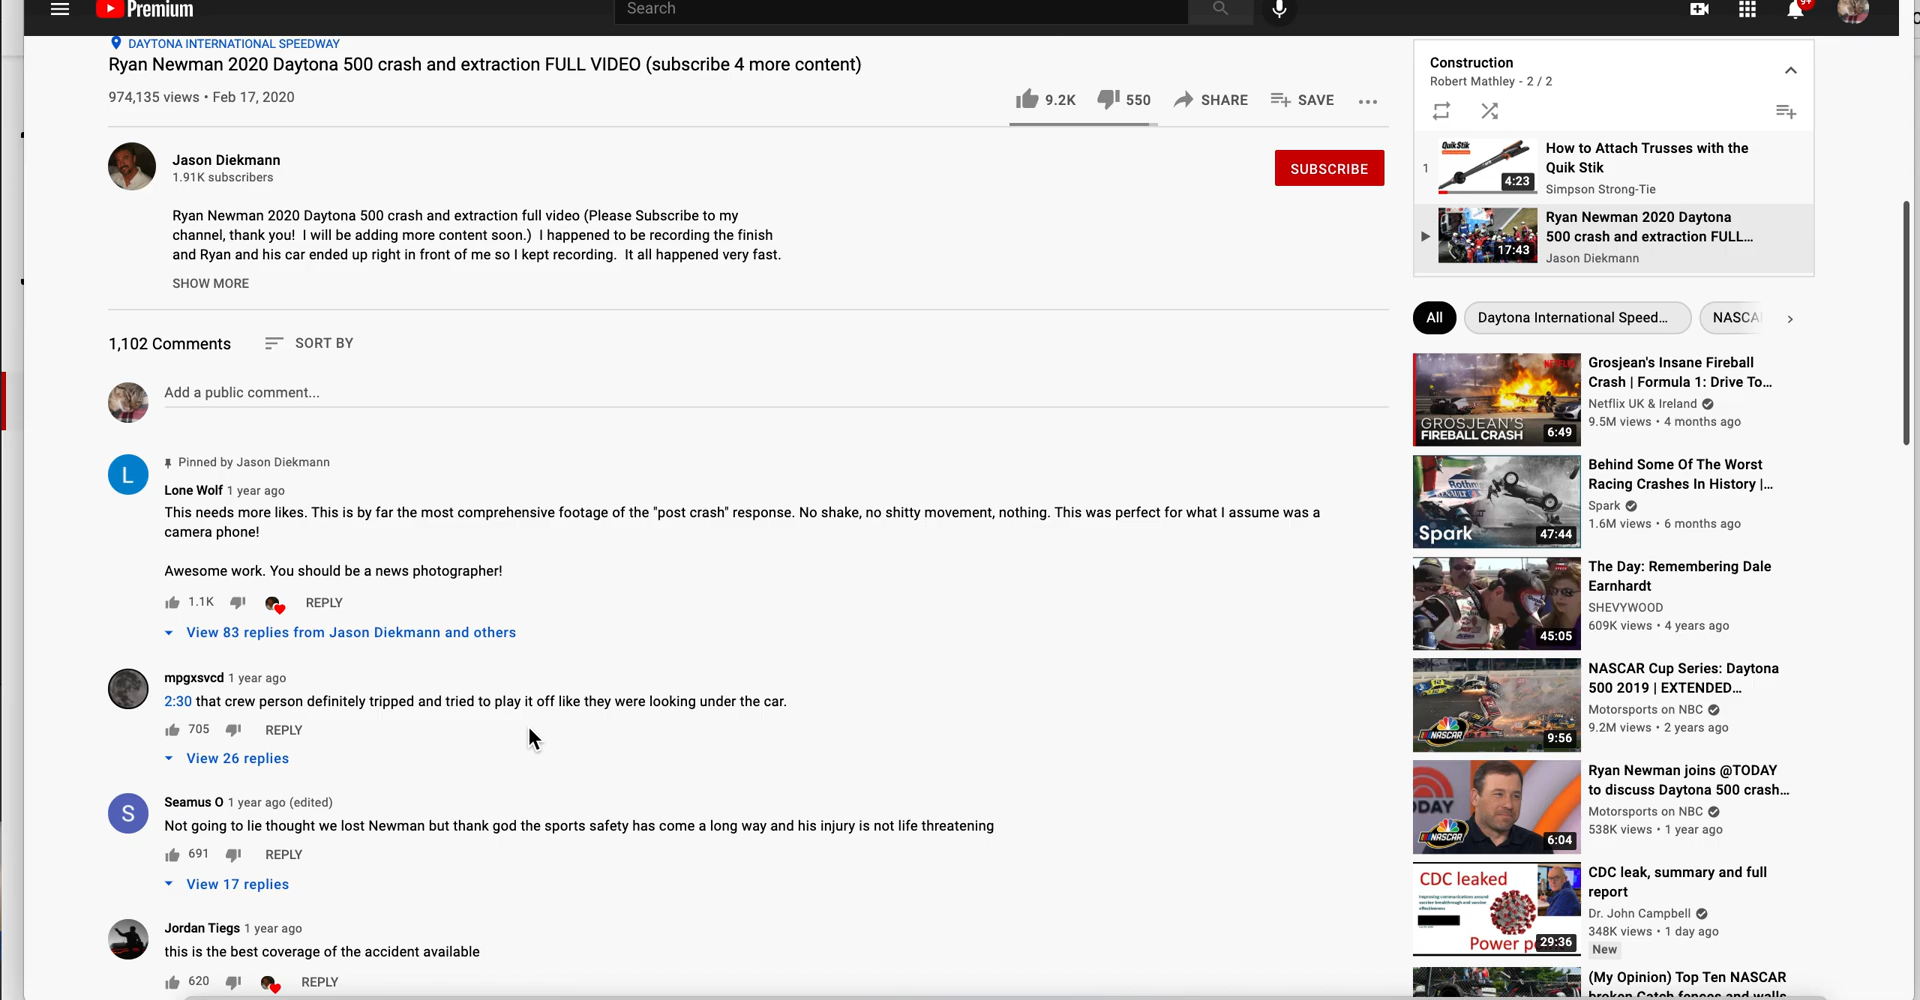 Premium
Search
9+
DAYTONA INTERNATIONAL SPEEDWAY
Ryan Newman 2020 Daytona 500 crash and extraction FULL VIDEO (subscribe 4 more content)
974,135 views • Feb 17, 2020
9.2K
550
SHARE
SAVE
Jason Diekmann
1.91K subscribers
SUBSCRIBE
Ryan Newman 2020 Daytona 500 crash and extraction full video (Please Subscribe to my
channel, thank you!  I will be adding more content soon.)  I happened to be recording the finish
and Ryan and his car ended up right in front of me so I kept recording.  It all happened very fast.
SHOW MORE
1,102 Comments
SORT BY
Add a public comment...
L
Pinned by Jason Diekmann
Lone Wolf 1 year ago
This needs more likes. This is by far the most comprehensive footage of the "post crash" response. No shake, no shitty movement, nothing. This was perfect for what I assume was a
camera phone!
Awesome work. You should be a news photographer!
1.1K
REPLY
View 83 replies from Jason Diekmann and others
mpgxsvcd 1 year ago
2:30 that crew person definitely tripped and tried to play it off like they were looking under the car.
705
REPLY
View 26 replies
S
Seamus O 1 year ago (edited)
Not going to lie thought we lost Newman but thank god the sports safety has come a long way and his injury is not life threatening
691
REPLY
View 17 replies
Jordan Tiegs 1 year ago
this is the best coverage of the accident available
620
REPLY
Construction
Robert Mathley - 2 / 2
1
Quik Stik
4:23
How to Attach Trusses with the
Quik Stik
Simpson Strong-Tie
17:43
Ryan Newman 2020 Daytona
500 crash and extraction FULL...
Jason Diekmann
All
Daytona International Speed...
NASCA
NETFLIX
GROSJEAN'S
FIREBALL CRASH
6:49
Grosjean's Insane Fireball
Crash | Formula 1: Drive To...
Netflix UK & Ireland
9.5M views • 4 months ago
Rothm
RENAULT
Spark
47:44
Behind Some Of The Worst
Racing Crashes In History |...
Spark
1.6M views • 6 months ago
45:05
The Day: Remembering Dale
Earnhardt
SHEVYWOOD
609K views • 4 years ago
NASCAR
9:56
NASCAR Cup Series: Daytona
500 2019 | EXTENDED...
Motorsports on NBC
9.2M views • 2 years ago
ODAY
NASCAR
6:04
Ryan Newman joins @TODAY
to discuss Daytona 500 crash...
Motorsports on NBC
538K views • 1 year ago
CDC leaked
Power p
29:36
CDC leak, summary and full
report
Dr. John Campbell
348K views • 1 day ago
New
(My Opinion) Top Ten NASCAR
broken Catch fences and walls